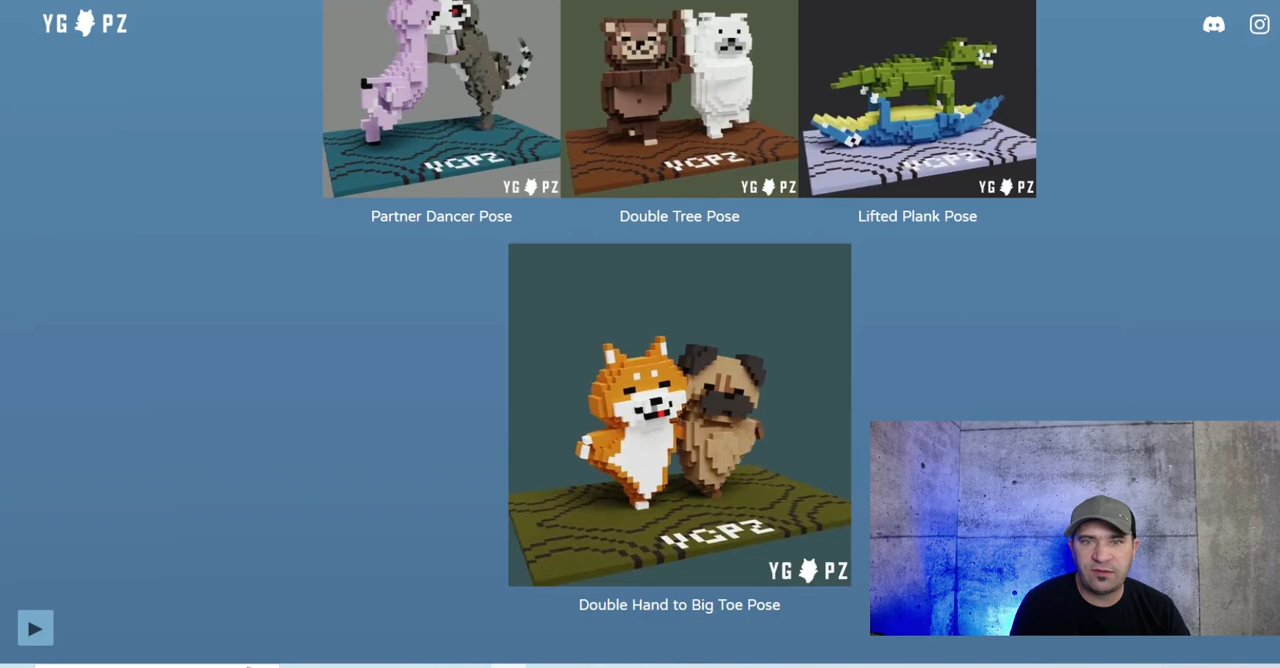 YG PZ
YGPZ
YG PZ
YGPZ
YG PZ
YGPZ
YG PZ
Partner Dancer Pose
Double Tree Pose
Lifted Plank Pose
YGPZ
YG PZ
Double Hand to Big Toe Pose